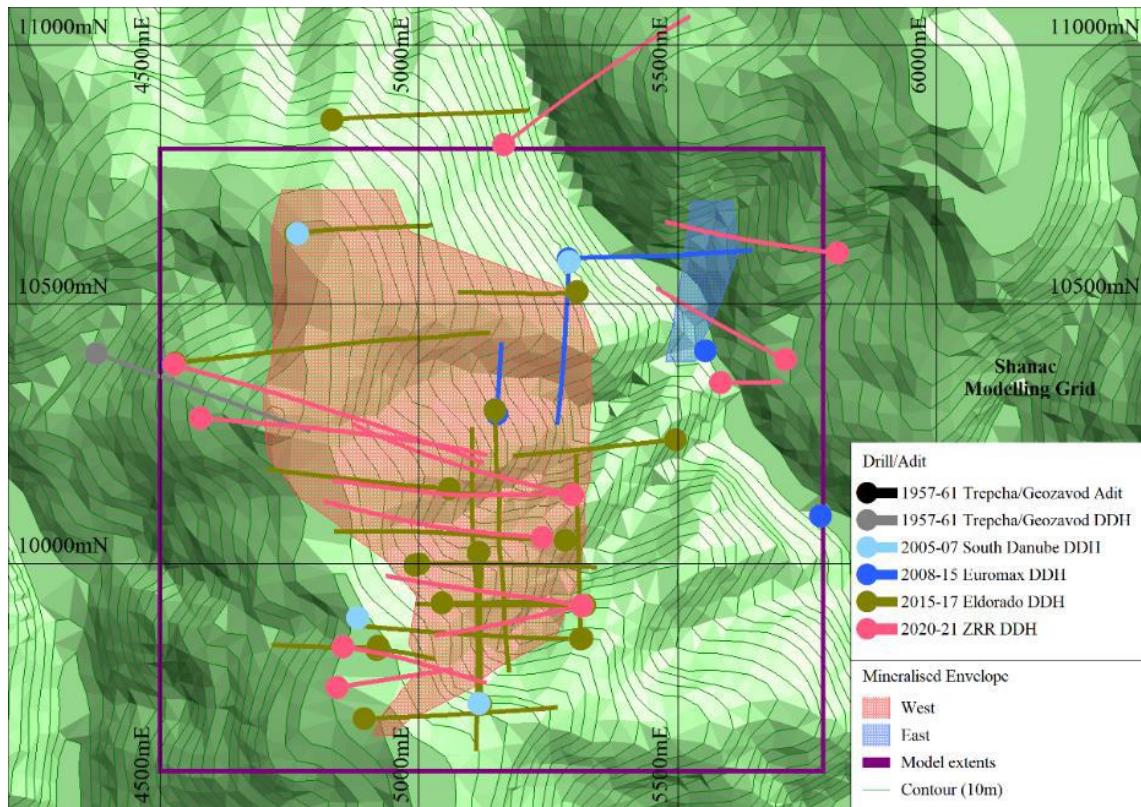 11000mN
4500mE
5000mE
5500mE
6000mE
11000mN
10500mN
10500mN
Shanac
Modelling Grid
10000mN
4500mE
5000mE
5500mE
Drill/Adit
1957-61 Trepcha/Geozavod Adit
1957-61 Trepcha/Geozavod DDH
2005-07 South Danube DDH
2008-15 Euromax DDH
2015-17 Eldorado DDH
2020-21 ZRR DDH
Mineralised Envelope
West
East
Model extents
Contour (10m)